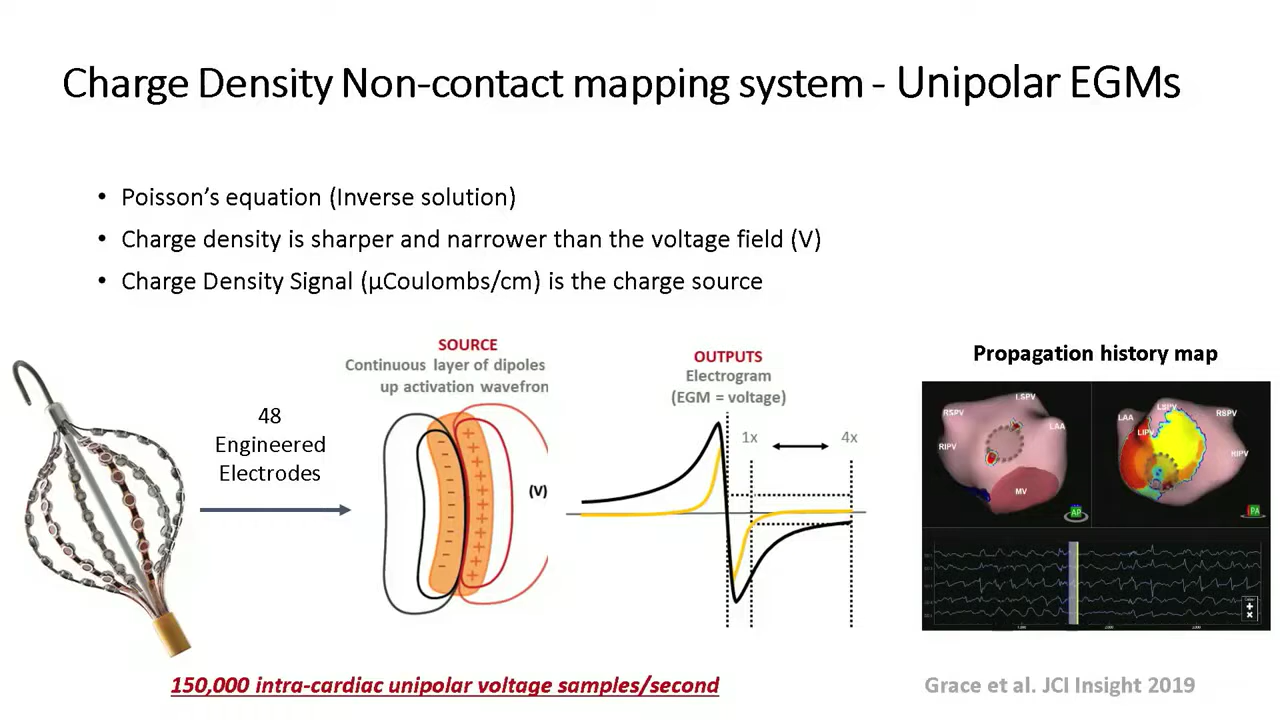 Charge Density Non-contact mapping system - Unipolar EGMs
• Poisson's equation (Inverse solution)
• Charge density is sharper and narrower than the voltage field (V)
• Charge Density Signal (µCoulombs/cm) is the charge source
48
Engineered
Electrodes
SOURCE
Continuous layer of dipoles
up activation wavefron
(V)
OUTPUTS
Electrogram
(EGM = voltage)
1x
4x
Propagation history map
RSPV
LSPV
LAA
RIPV
MV
AP
LAA
LSPV
RSPV
LIPV
RIPV
PA
150,000 intra-cardiac unipolar voltage samples/second
Grace et al. JCI Insight 2019